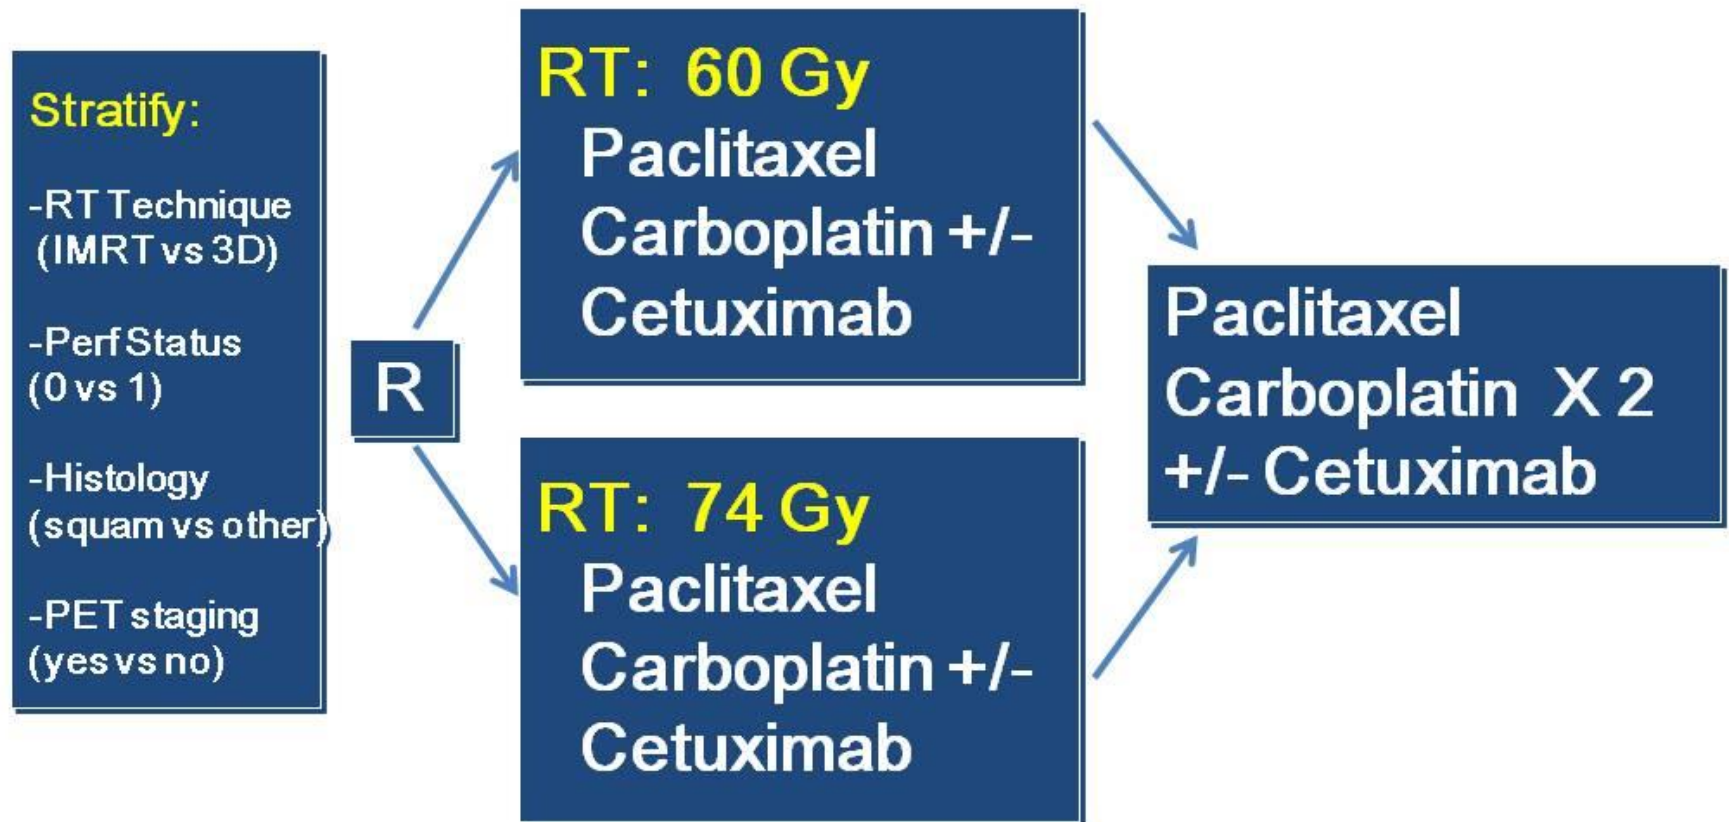 Stratify:
-RT Technique
(IMRT vs 3D)
-Perf Status
(0 vs 1)
-Histology
(squam vs other)
-PET staging
(yes vs no)
R
RT: 60 Gy
Paclitaxel
Carboplatin +/-
Cetuximab
RT: 74 Gy
Paclitaxel
Carboplatin +/-
Cetuximab
Paclitaxel
Carboplatin X 2
+/- Cetuximab